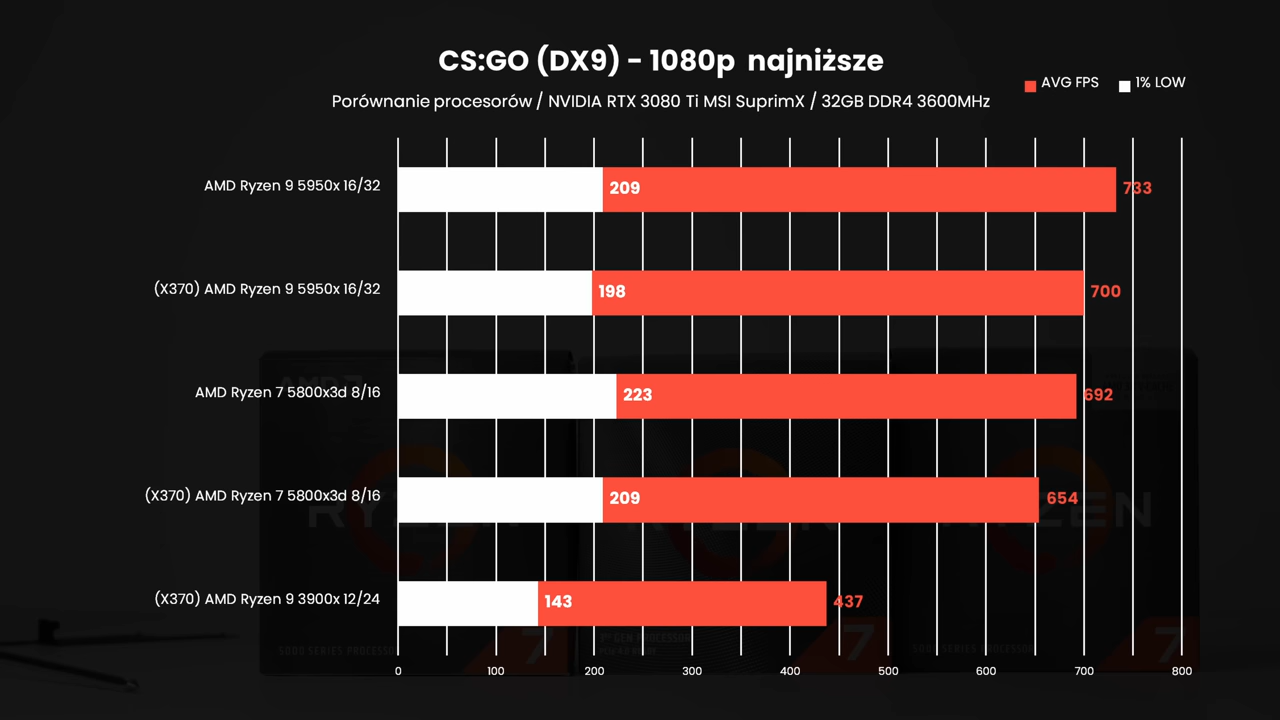 CS:GO (DX9) - 1080p najniższe
Porównanie procesorów / NVIDIA RTX 3080 Ti MSI SuprimX / 32GB DDR4 3600MHz
AVG FPS 1% LOW
AMD Ryzen 9 5950x 16/32 209 733
(X370) AMD Ryzen 9 5950x 16/32 198 700
AMD Ryzen 7 5800x3d 8/16 223 692
(X370) AMD Ryzen 7 5800x3d 8/16 209 654
(X370) AMD Ryzen 9 3900x 12/24 143 437
0 100 200 300 400 500 600 700 800